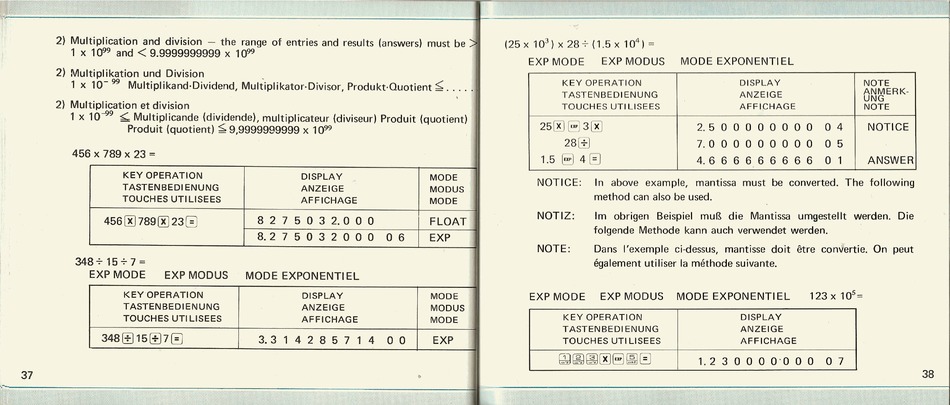 2) Multiplication and division — the range of entries and results (answers) must be >
1 x 10⁹⁹ and < 9.9999999999 x 10⁹⁹
2) Multiplikation und Division
1 x 10⁻⁹⁹ Multiplikand·Dividend, Multiplikator·Divisor, Produkt·Quotient ≦.....
2) Multiplication et division
1 x 10⁻⁹⁹ ≦ Multiplicande (dividende), multiplicateur (diviseur) Produit (quotient)
Produit (quotient) ≦ 9,9999999999 x 10⁹⁹
456 x 789 x 23 =
KEY OPERATION DISPLAY MODE
TASTENBEDIENUNG ANZEIGE MODUS
TOUCHES UTILISEES AFFICHAGE MODE
456 x 789 x 23 = 8 2 7 5 0 3 2.0 0 0 FLOAT
8.2 7 5 0 3 2 0 0 0 0 6 EXP
348 ÷ 15 ÷ 7 =
EXP MODE EXP MODUS MODE EXPONENTIEL
KEY OPERATION DISPLAY MODE
TASTENBEDIENUNG ANZEIGE MODUS
TOUCHES UTILISEES AFFICHAGE MODE
348 ÷ 15 ÷ 7 = 3.3 1 4 2 8 5 7 1 4 0 0 EXP
37
(25 x 10³) x 28 ÷ (1.5 x 10⁴) =
EXP MODE EXP MODUS MODE EXPONENTIEL
KEY OPERATION DISPLAY NOTE
TASTENBEDIENUNG ANZEIGE ANMERK-
UNG
TOUCHES UTILISEES AFFICHAGE NOTE
25 x EXP 3 x 2.5 0 0 0 0 0 0 0 0 0 4 NOTICE
28 ÷ 7.0 0 0 0 0 0 0 0 0 0 5
1.5 EXP 4 = 4.6 6 6 6 6 6 6 6 6 0 1 ANSWER
NOTICE: In above example, mantissa must be converted. The following
method can also be used.
NOTIZ: Im obrigen Beispiel muß die Mantissa umgestellt werden. Die
folgende Methode kann auch verwendet werden.
NOTE: Dans l'exemple ci-dessus, mantisse doit être convertie. On peut
également utiliser la méthode suivante.
EXP MODE EXP MODUS MODE EXPONENTIEL 123 x 10⁵=
KEY OPERATION DISPLAY
TASTENBEDIENUNG ANZEIGE
TOUCHES UTILISEES AFFICHAGE
1 2 3 x EXP 5 = 1.2 3 0 0 0 0 0 0 0 0 7
38